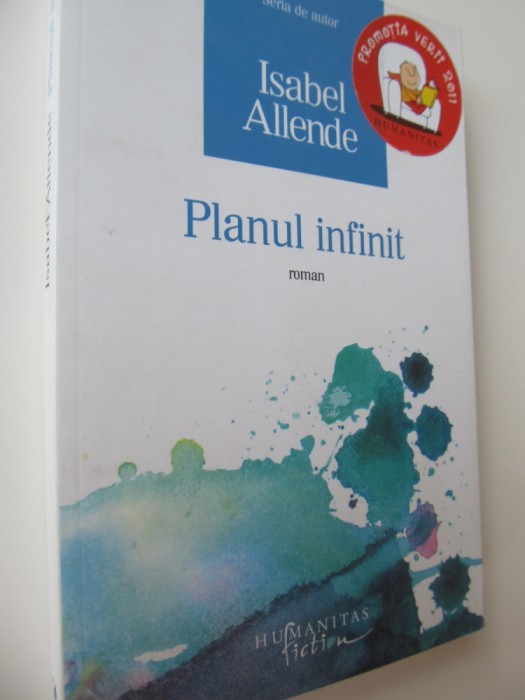 Seria de autor
Isabel
Allende
PROMOȚIA VERII 2011
HUMANITAS
Planul infinit
roman
HUMANITAS
fiction
Isabel Allende